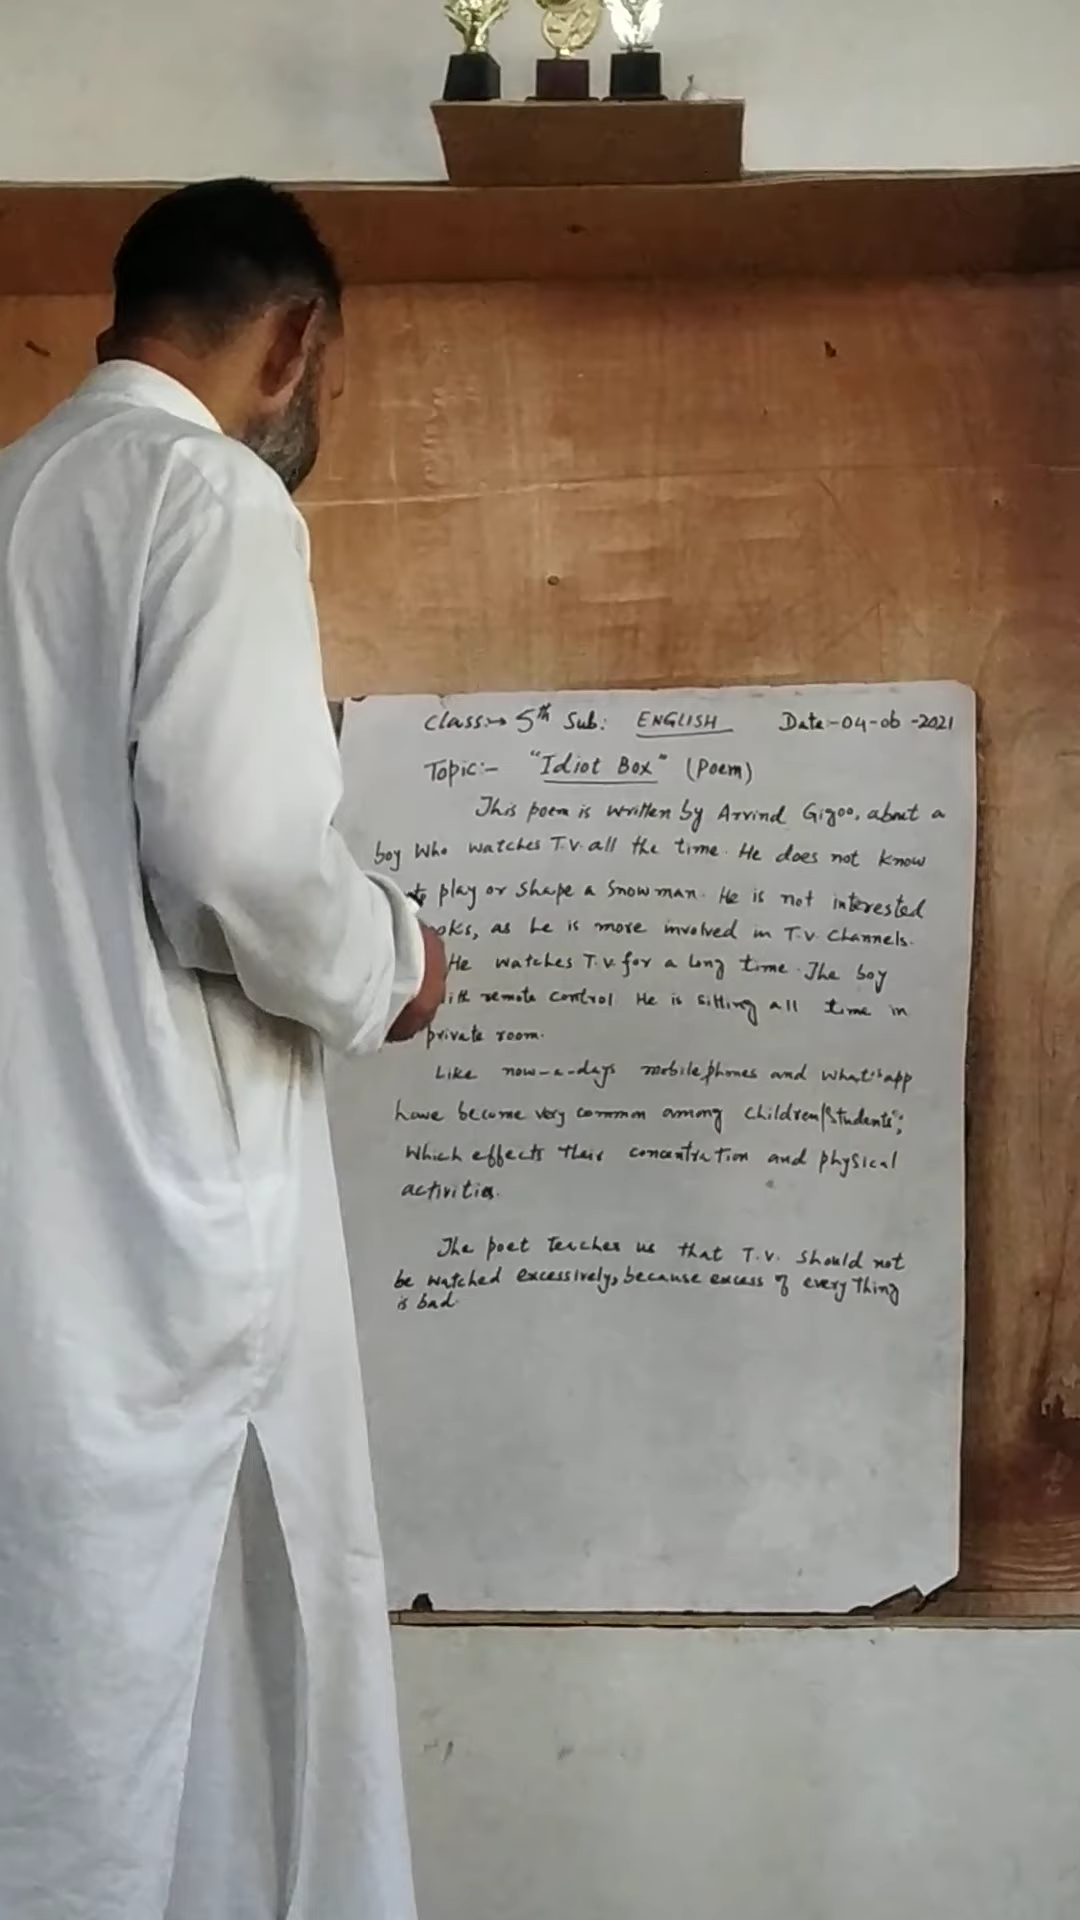 Class:→ 5th Sub: ENGLISH Date:-04-06-2021
Topic:- "Idiot Box" (Poem)
This poem is written by Arvind Gigoo, about a
boy who watches T.V. all the time. He does not know
to play or shape a snowman. He is not interested
oks, as he is more involved in T.V. channels.
He watches T.V. for a long time. The boy
ith remote control. He is sitting all time in
private room.
Like now-a-days mobile phones and whatsapp
have become very common among children/students";
which effects their concentration and physical
activities.
The poet teaches us that T.V. should not
be watched excessively, because excess of every thing
is bad.